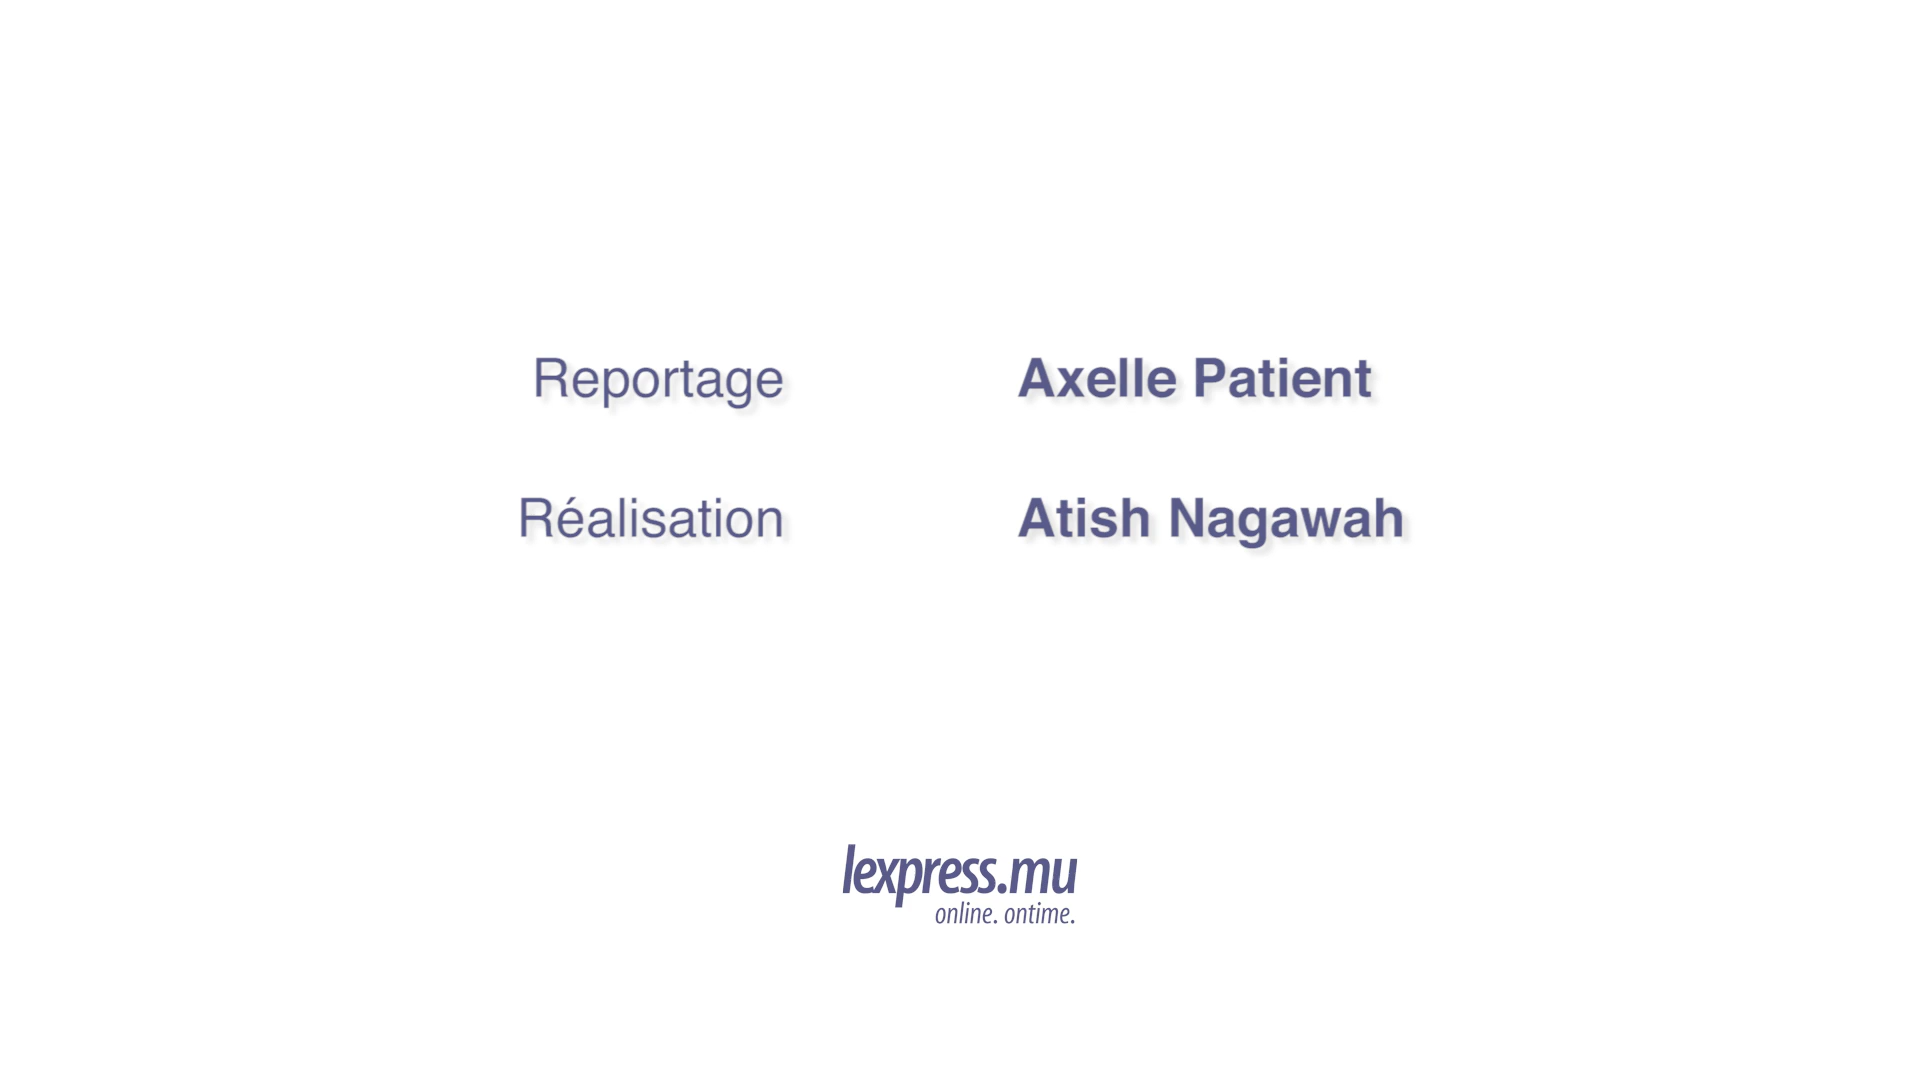 Reportage Axelle Patient
Réalisation Atish Nagawah
lexpress.mu
online. ontime.